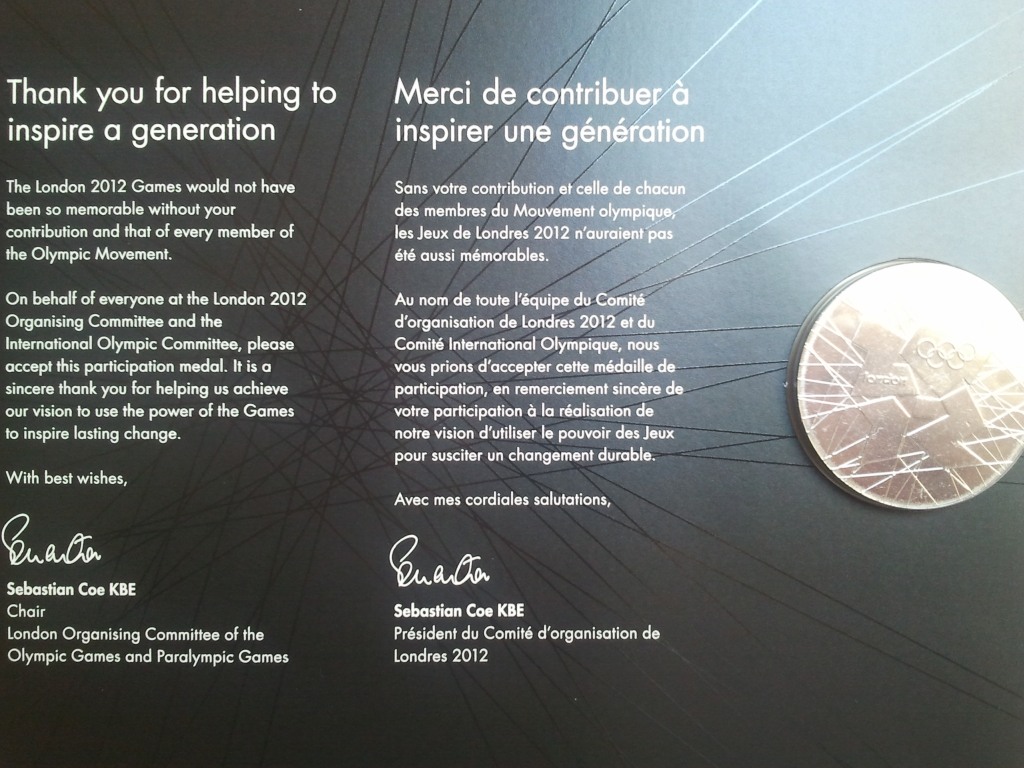 Thank you for helping to
inspire a generation
The London 2012 Games would not have
been so memorable without your
contribution and that of every member of
the Olympic Movement.
On behalf of everyone at the London 2012
Organising Committee and the
International Olympic Committee, please
accept this participation medal. It is a
sincere thank you for helping us achieve
our vision to use the power of the Games
to inspire lasting change.
With best wishes,
Sebastian Coe KBE
Chair
London Organising Committee of the
Olympic Games and Paralympic Games
Merci de contribuer à
inspirer une génération
Sans votre contribution et celle de chacun
des membres du Mouvement olympique,
les Jeux de Londres 2012 n'auraient pas
été aussi mémorables.
Au nom de toute l'équipe du Comité
d'organisation de Londres 2012 et du
Comité International Olympique, nous
vous prions d'accepter cette médaille de
participation, en remerciement sincère de
votre participation à la réalisation de
notre vision d'utiliser le pouvoir des Jeux
pour susciter un changement durable.
Avec mes cordiales salutations,
Sebastian Coe KBE
Président du Comité d'organisation de
Londres 2012
london